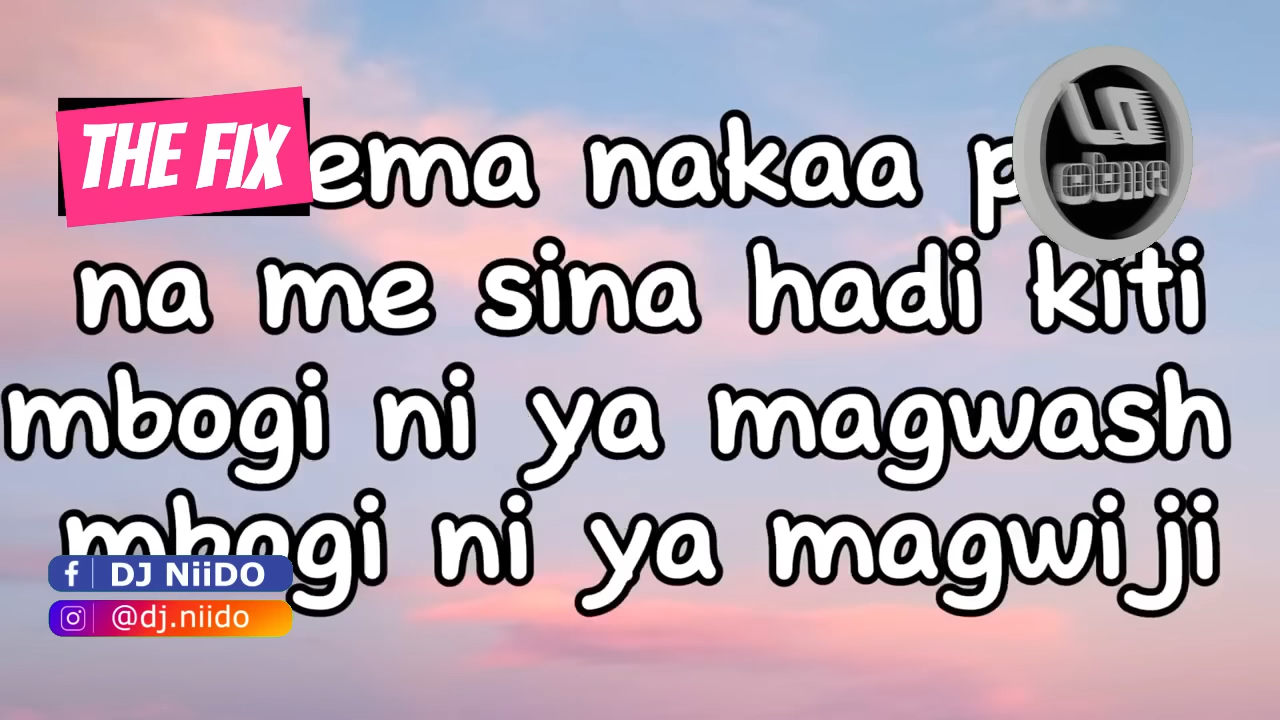 THE FIX
nakaa
na me sina hadi kiti
mbogi ni ya magwash
mbogi ni ya magwiji
DJ NiiDO
@dj.niido